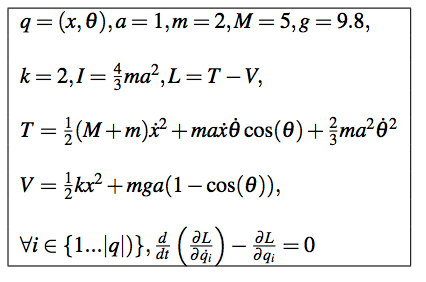 q = (x, θ), a = 1, m = 2, M = 5, g = 9.8,
k = 2, I = 4/3 ma², L = T − V,
T = 1/2 (M + m)ẋ² + maẋθ̇ cos(θ) + 2/3 ma²θ̇²
V = 1/2 kx² + mga(1 − cos(θ)),
∀i ∈ {1...|q|)}, d/dt (∂L/∂q̇ᵢ) − ∂L/∂qᵢ = 0